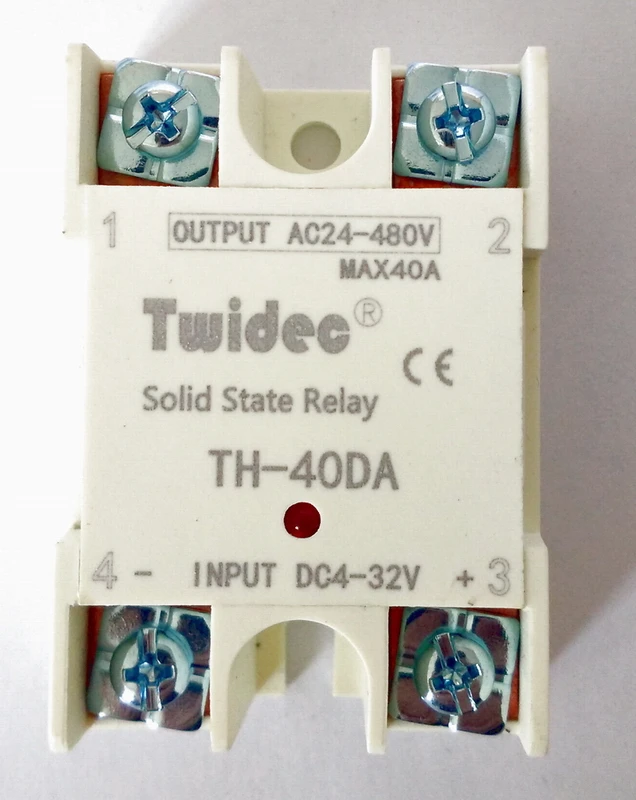 1 OUTPUT AC24-480V 2
MAX40A
Twidec®
CE
Solid State Relay
TH-40DA
4 - INPUT DC4-32V + 3